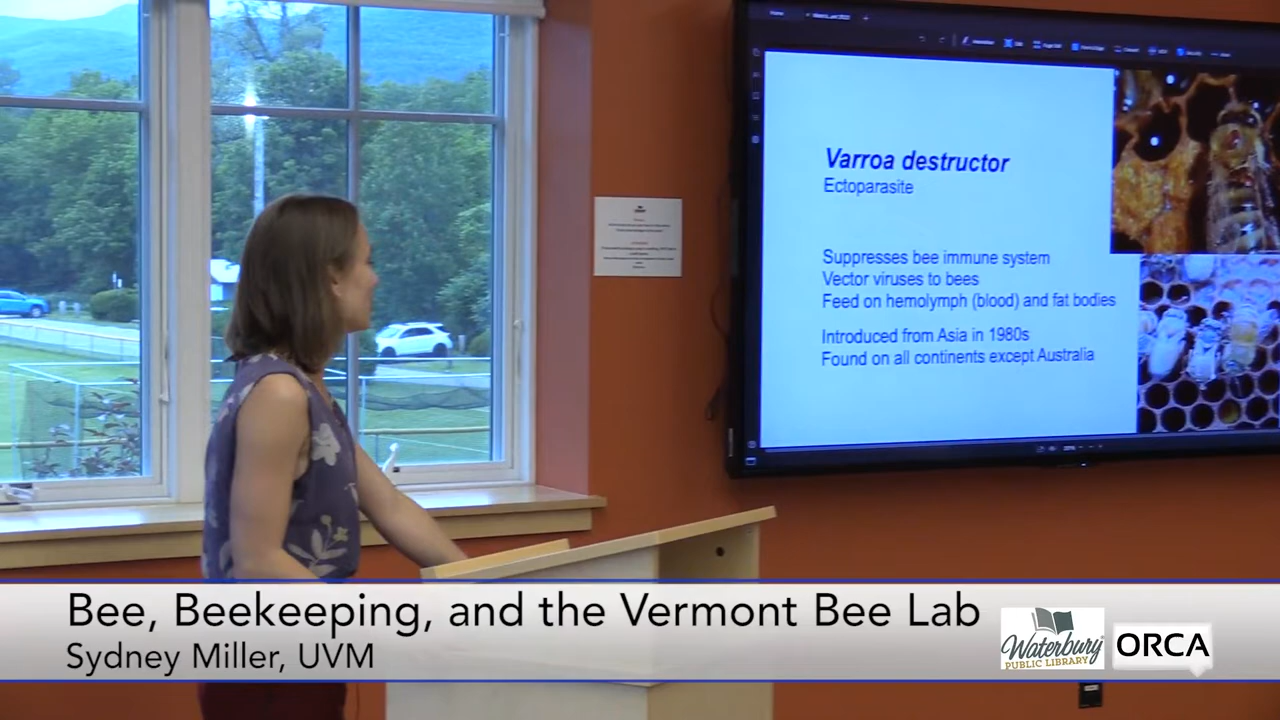 Varroa destructor
Ectoparasite
Suppresses bee immune system
Vector viruses to bees
Feed on hemolymph (blood) and fat bodies
Introduced from Asia in 1980s
Found on all continents except Australia
Bee, Beekeeping, and the Vermont Bee Lab
Sydney Miller, UVM
Waterbury
PUBLIC LIBRARY
ORCA